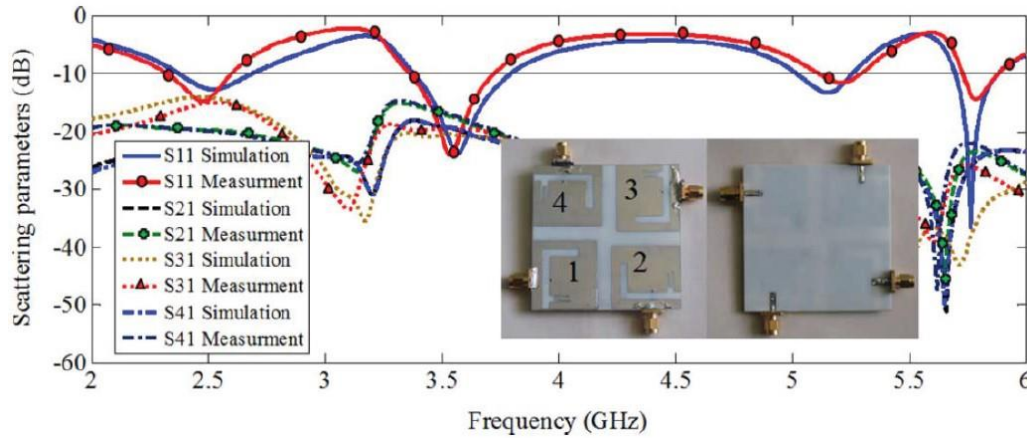 0
-10
-20
-30
-40
-50
-60
Scattering parameters (dB)
S11 Simulation
S11 Measurment
S21 Simulation
S21 Measurment
S31 Simulation
S31 Measurment
S41 Simulation
S41 Measurment
4 3
1 2
2 2.5 3 3.5 4 4.5 5 5.5 6
Frequency (GHz)